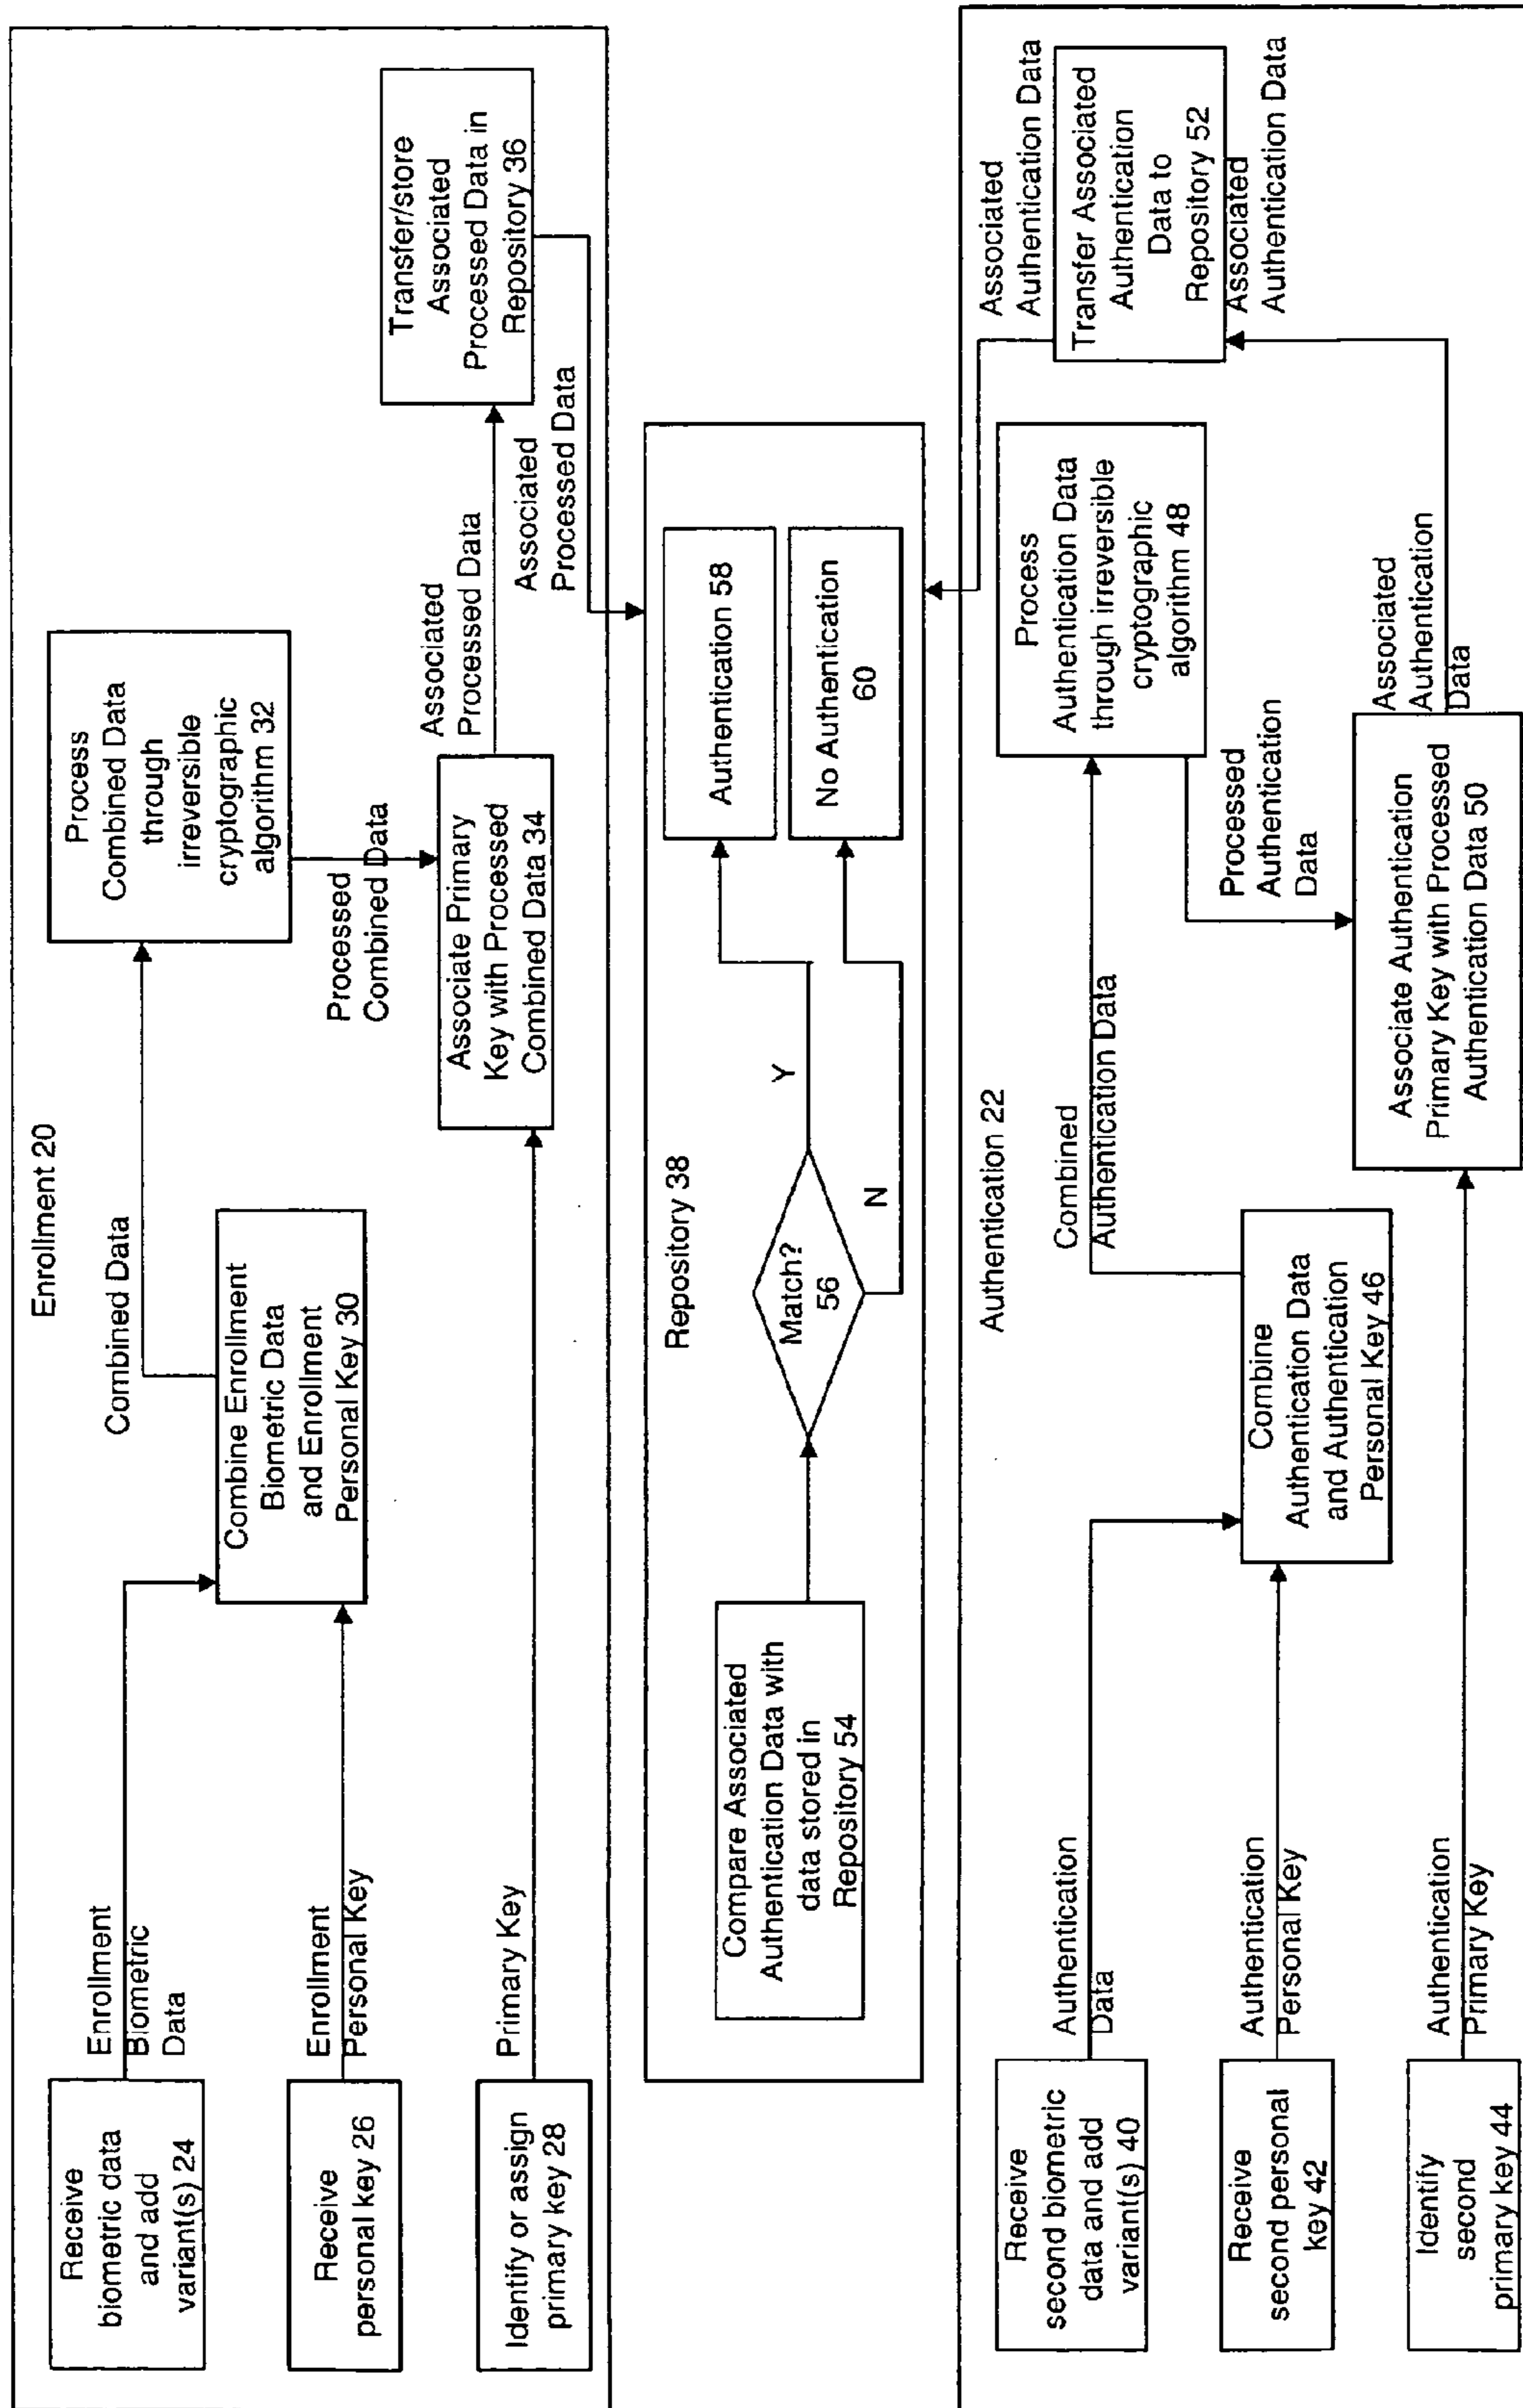 Enrollment 20
Receive
biometric data
and add
variant(s) 24
Enrollment
Biometric
Data
Receive
personal key 26
Enrollment
Personal Key
Identify or assign
primary key 28
Primary Key
Combine Enrollment
Biometric Data
and Enrollment
Personal Key 30
Combined Data
Process
Combined Data
through
irreversible
cryptographic
algorithm 32
Processed
Combined Data
Associate Primary
Key with Processed
Combined Data 34
Associated
Processed Data
Transfer/store
Associated
Processed Data in
Repository 36
Associated
Processed Data
Repository 38
Compare Associated
Authentication Data with
data stored in
Repository 54
Match?
56
Y
N
Authentication 58
No Authentication
60
Authentication 22
Receive
second biometric
data and add
variant(s) 40
Authentication
Data
Receive
second personal
key 42
Authentication
Personal Key
Identify
second
primary key 44
Authentication
Primary Key
Combine
Authentication Data
and Authentication
Personal Key 46
Combined
Authentication Data
Process
Authentication Data
through irreversible
cryptographic
algorithm 48
Processed
Authentication
Data
Associate Authentication
Primary Key with Processed
Authentication Data 50
Associated
Authentication
Data
Transfer Associated
Authentication
Data to
Repository 52
Associated
Authentication Data
Associated
Authentication Data